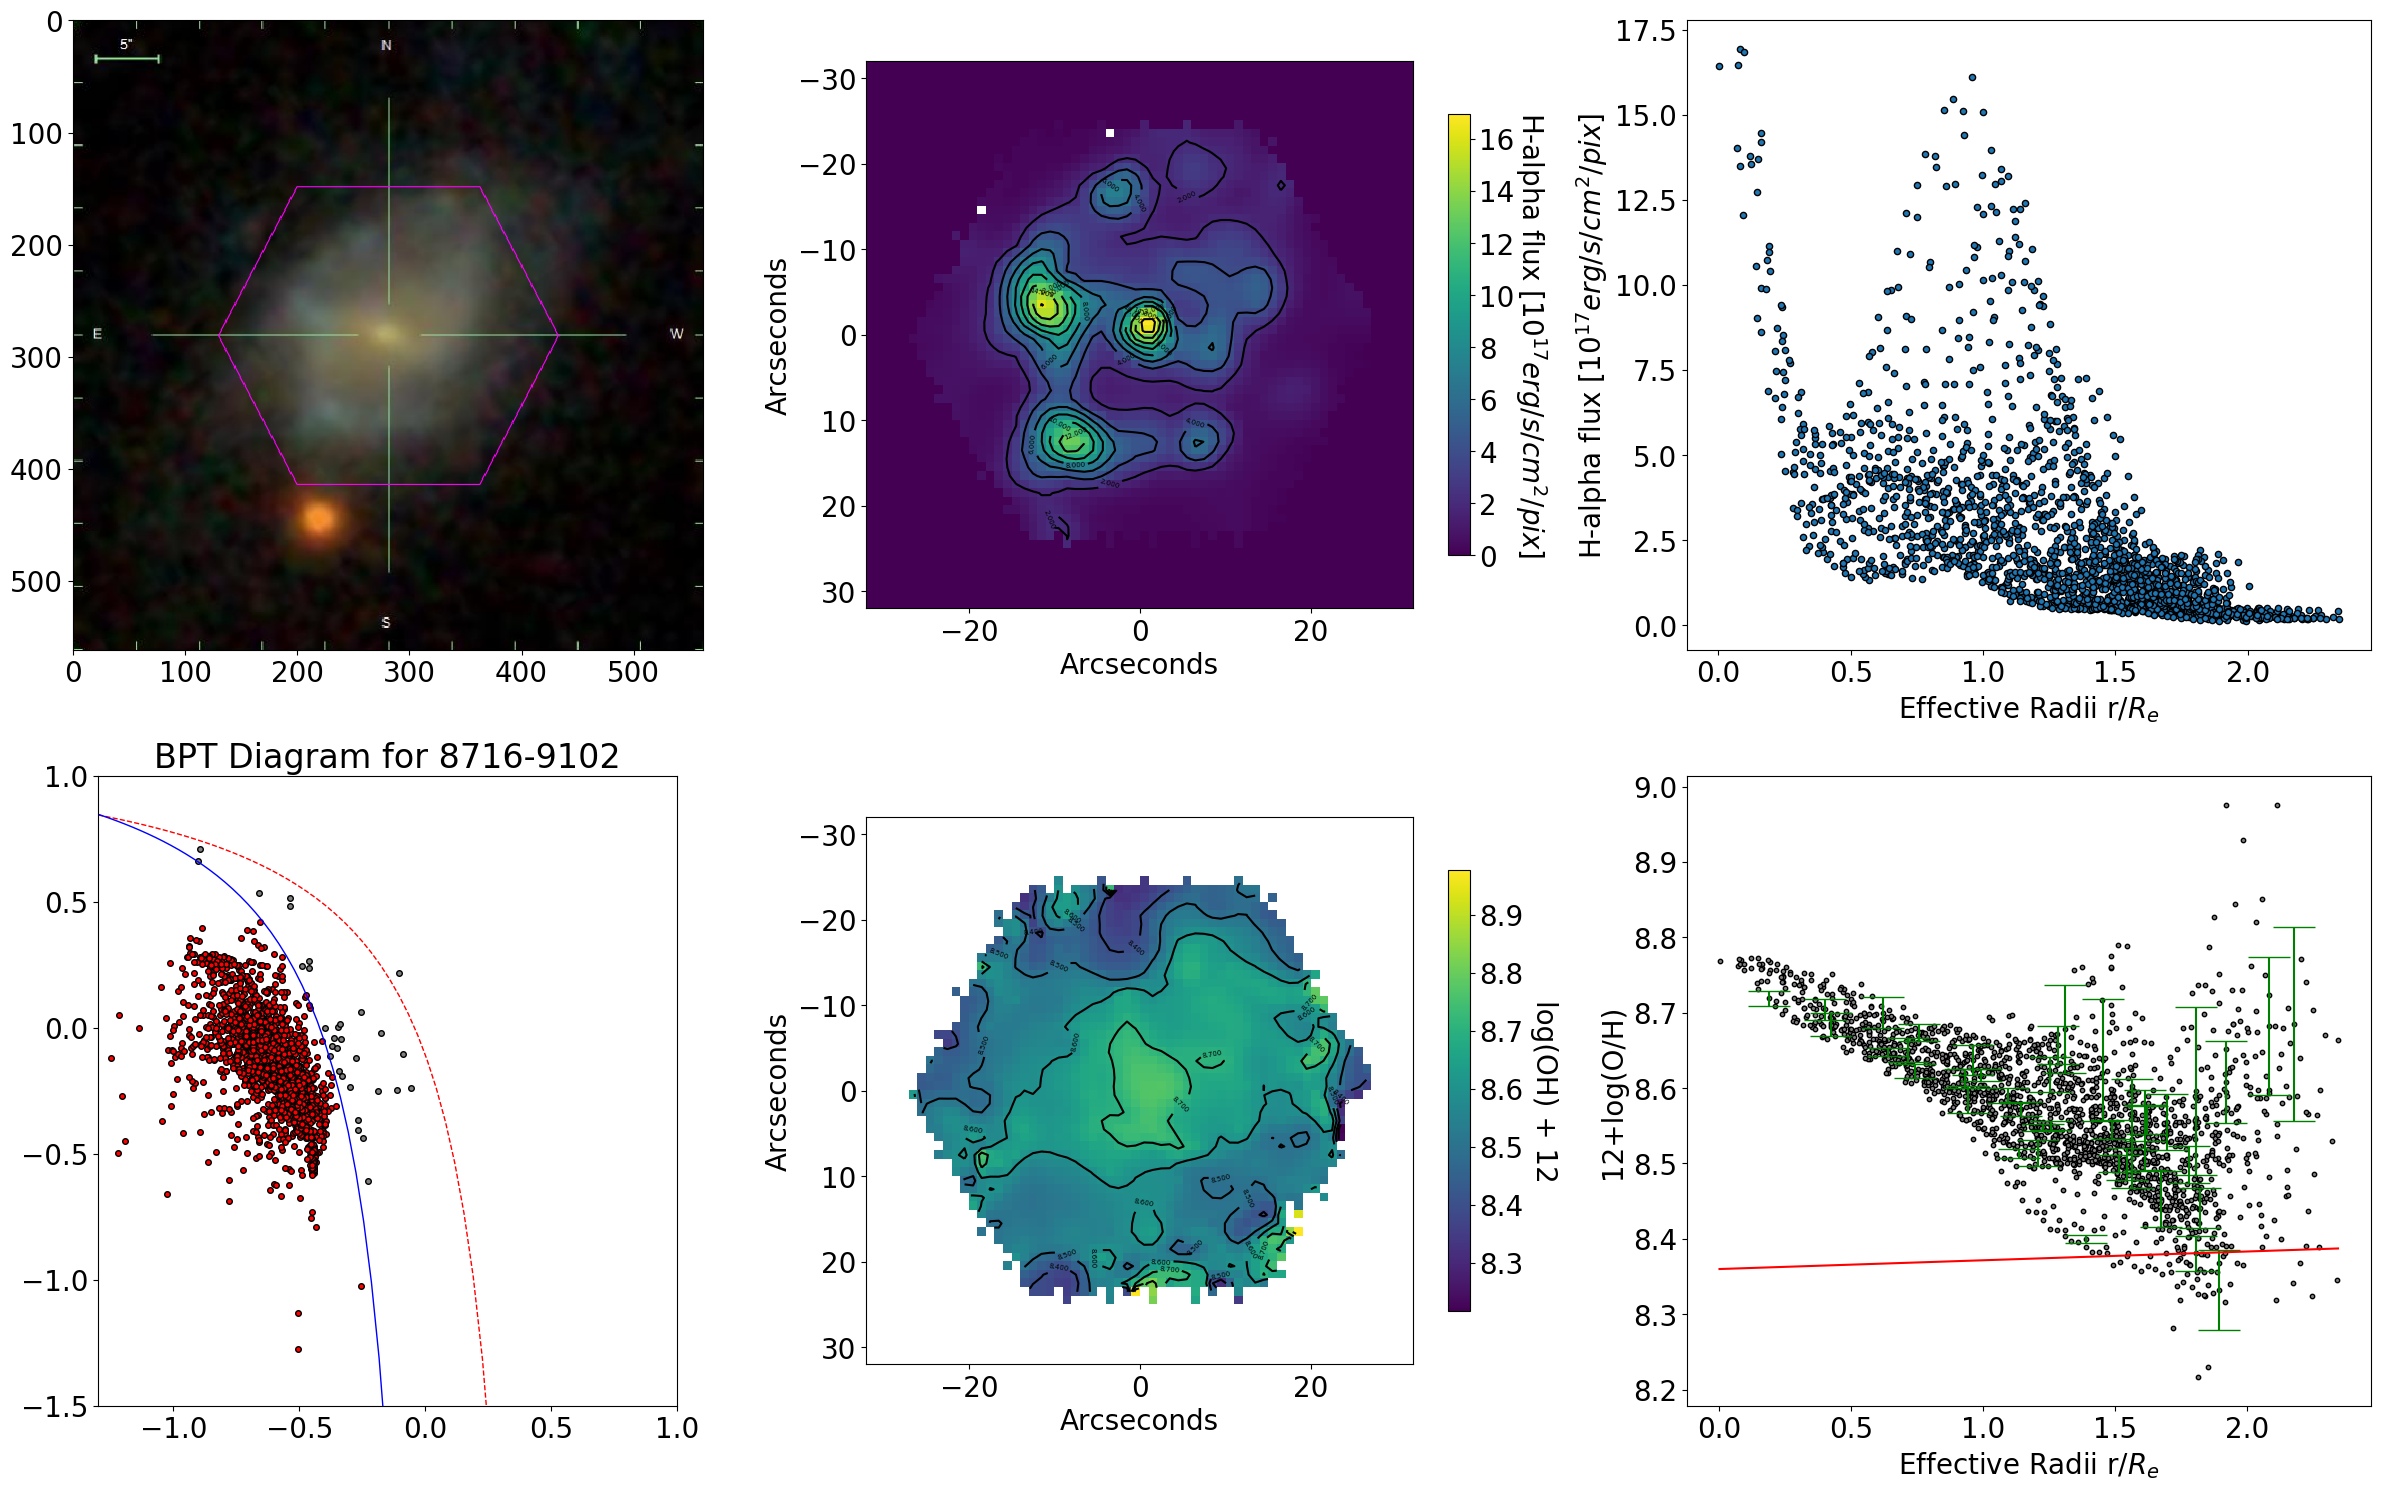 0
100
200
300
400
500
0 100 200 300 400 500
5"
N
E
W
S
−30
−20
−10
0
10
20
30
−20 0 20
Arcseconds
Arcseconds
16
14
12
10
8
6
4
2
0
H-alpha flux [10^17 erg/s/cm^2/pix]
H-alpha flux [10^17 erg/s/cm^2/pix]
17.5
15.0
12.5
10.0
7.5
5.0
2.5
0.0
0.0 0.5 1.0 1.5 2.0
Effective Radii r/R_e
BPT Diagram for 8716-9102
1.0
0.5
0.0
−0.5
−1.0
−1.5
−1.0 −0.5 0.0 0.5 1.0
−30
−20
−10
0
10
20
30
−20 0 20
Arcseconds
Arcseconds
8.9
8.8
8.7
8.6
8.5
8.4
8.3
log(OH) + 12
12+log(O/H)
9.0
8.9
8.8
8.7
8.6
8.5
8.4
8.3
8.2
0.0 0.5 1.0 1.5 2.0
Effective Radii r/R_e